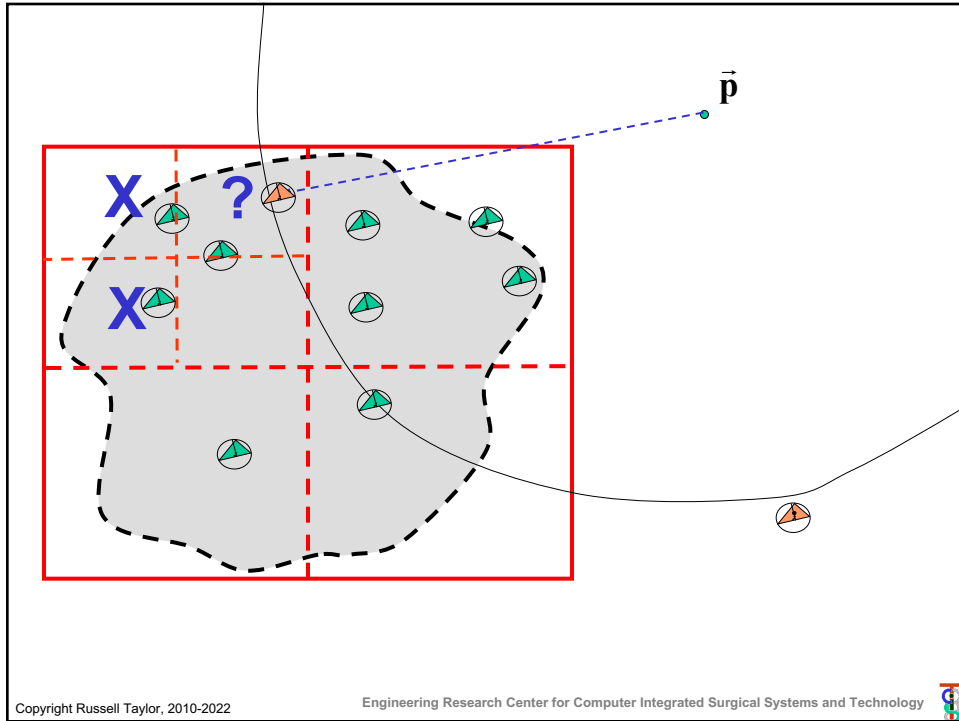 p⃗
X ?
X
Copyright Russell Taylor, 2010-2022
Engineering Research Center for Computer Integrated Surgical Systems and Technology